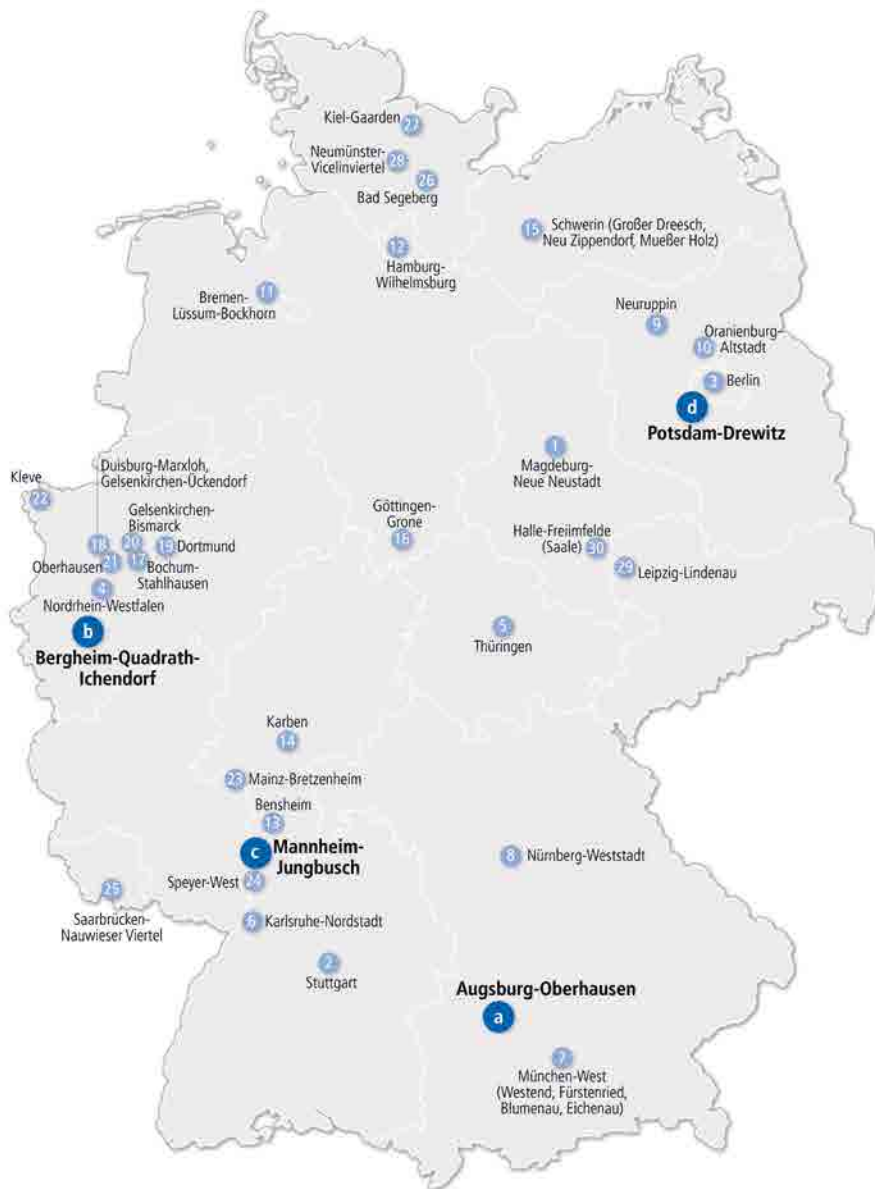 Kiel-Gaarden 27
Neumünster-
Vicelinviertel 28
26
Bad Segeberg
15 Schwerin (Großer Dreesch,
Neu Zippendorf, Mueßer Holz)
12
Hamburg-
Wilhelmsburg
11
Bremen-
Lüssum-Bockhorn
Neuruppin
9
Oranienburg-
Altstadt
10
3 Berlin
d
Potsdam-Drewitz
1
Magdeburg-
Neue Neustadt
Duisburg-Marxloh,
Gelsenkirchen-Ückendorf
Kleve
22
Gelsenkirchen-
Bismarck
20
19 Dortmund
Oberhausen 21
17 Bochum-
Stahlhausen
4
Nordrhein-Westfalen
b
Bergheim-Quadrath-
Ichendorf
Göttingen-
Grone
Halle-Freiimfelde
(Saale) 30
29 Leipzig-Lindenau
5
Thüringen
Karben
14
23 Mainz-Bretzenheim
Bensheim
13
c Mannheim-
Jungbusch
Speyer-West 24
25
Saarbrücken-
Nauwieser Viertel
6 Karlsruhe-Nordstadt
2
Stuttgart
8 Nürnberg-Weststadt
Augsburg-Oberhausen
a
7
München-West
(Westend, Fürstenried,
Blumenau, Eichenau)